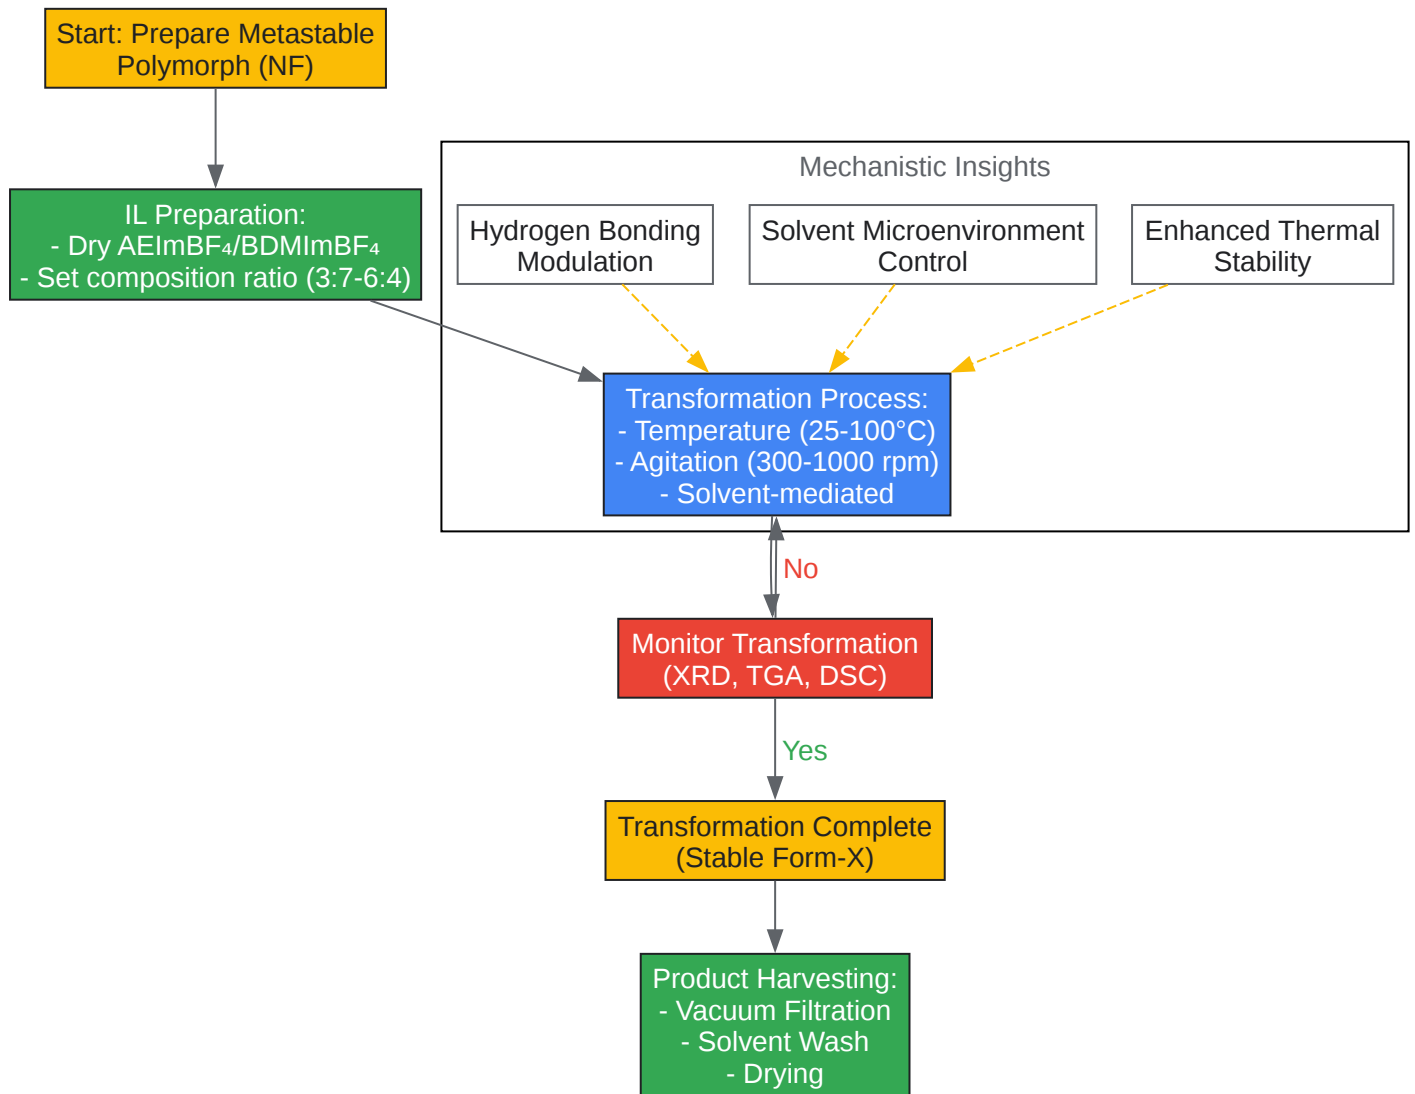 Start: Prepare Metastable
Polymorph (NF)
IL Preparation:
- Dry AEImBF₄/BDMImBF₄
- Set composition ratio (3:7-6:4)
Mechanistic Insights
Hydrogen Bonding
Modulation
Solvent Microenvironment
Control
Enhanced Thermal
Stability
Transformation Process:
- Temperature (25-100°C)
- Agitation (300-1000 rpm)
- Solvent-mediated
No
Monitor Transformation
(XRD, TGA, DSC)
Yes
Transformation Complete
(Stable Form-X)
Product Harvesting:
- Vacuum Filtration
- Solvent Wash
- Drying